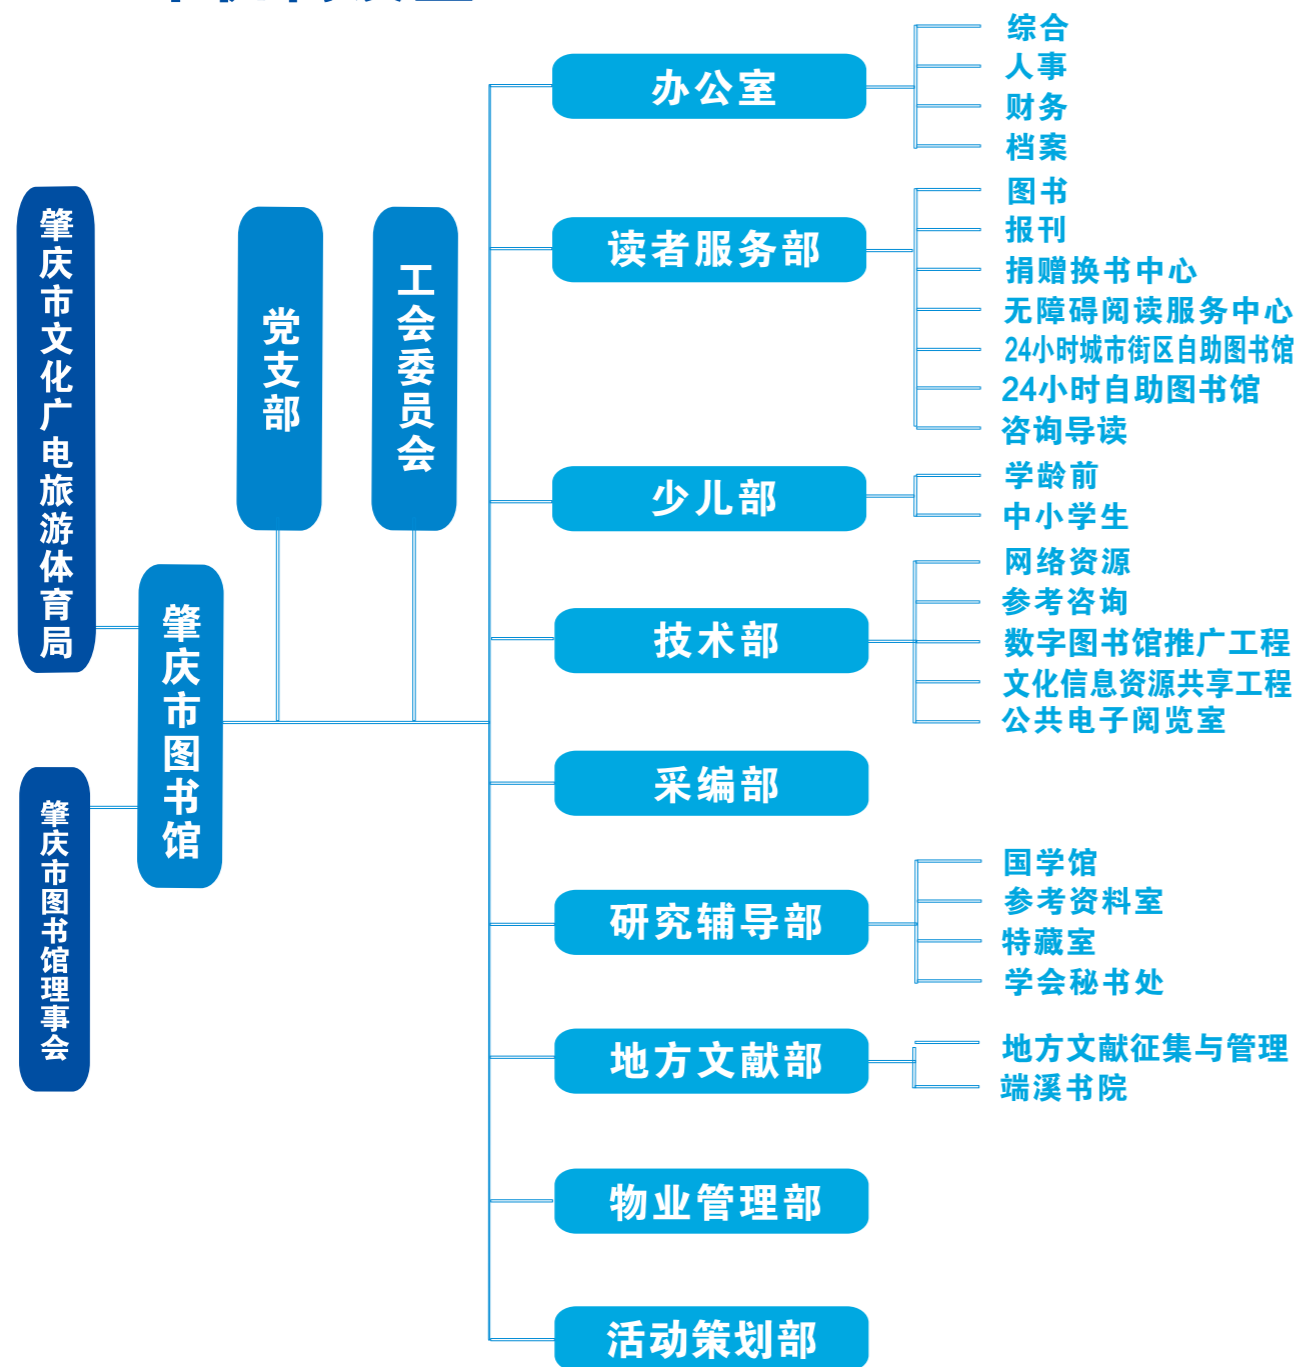 肇庆市文化广电旅游体育局
肇庆市图书馆理事会
肇庆市图书馆
党支部
工会委员会
办公室
综合
人事
财务
档案
读者服务部
图书
报刊
捐赠换书中心
无障碍阅读服务中心
24小时城市街区自助图书馆
24小时自助图书馆
咨询导读
少儿部
学龄前
中小学生
技术部
网络资源
参考咨询
数字图书馆推广工程
文化信息资源共享工程
公共电子阅览室
采编部
研究辅导部
国学馆
参考资料室
特藏室
学会秘书处
地方文献部
地方文献征集与管理
端溪书院
物业管理部
活动策划部